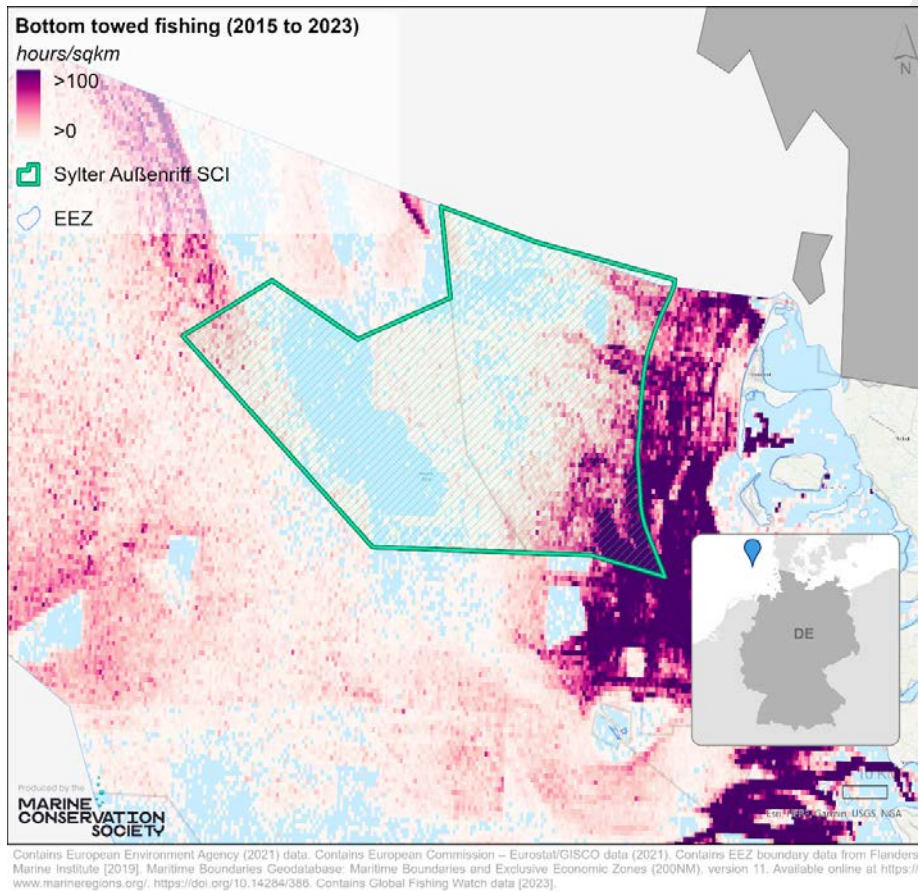 Bottom towed fishing (2015 to 2023)
hours/sqkm
>100
>0
Sylter Außenriff SCI
EEZ
N
DE
Produced by the
MARINE
CONSERVATION
SOCIETY
10 Km
Esri, Garmin, USGS, NGA
Contains European Environment Agency (2021) data. Contains European Commission – Eurostat/GISCO data (2021). Contains EEZ boundary data from Flanders
Marine Institute [2019]. Maritime Boundaries Geodatabase: Maritime Boundaries and Exclusive Economic Zones (200NM), version 11. Available online at https:/
www.marineregions.org/. https://doi.org/10.14284/386. Contains Global Fishing Watch data [2023].